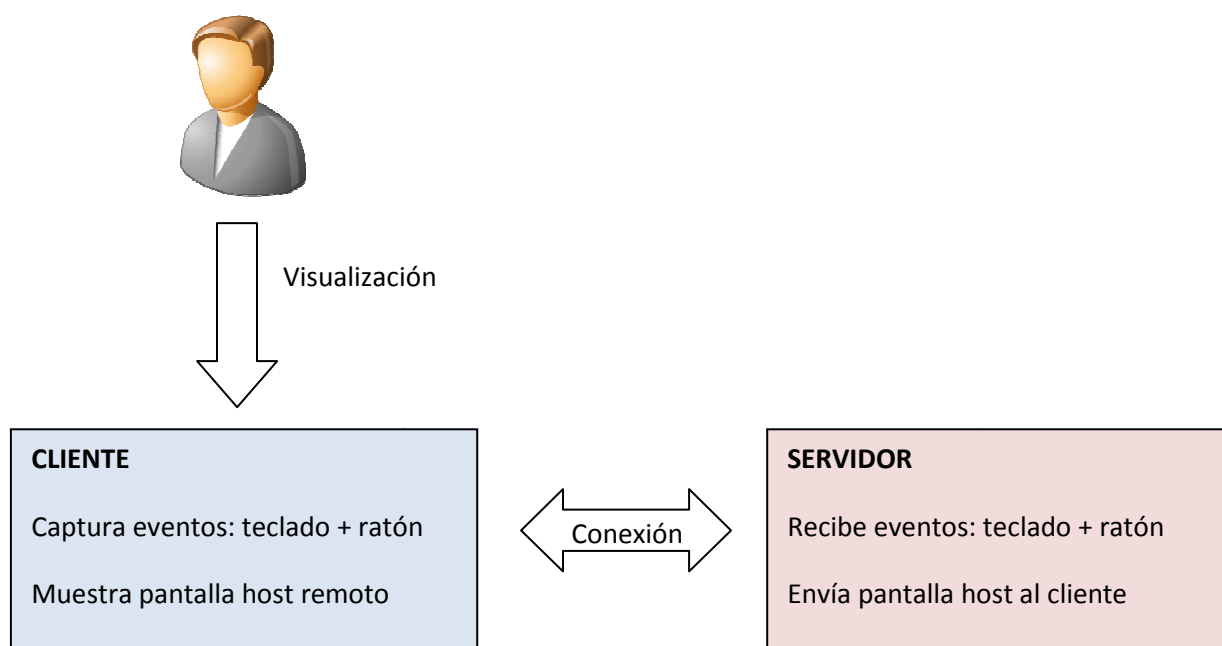 Visualización
CLIENTE
Captura eventos: teclado + ratón
Muestra pantalla host remoto
Conexión
SERVIDOR
Recibe eventos: teclado + ratón
Envía pantalla host al cliente